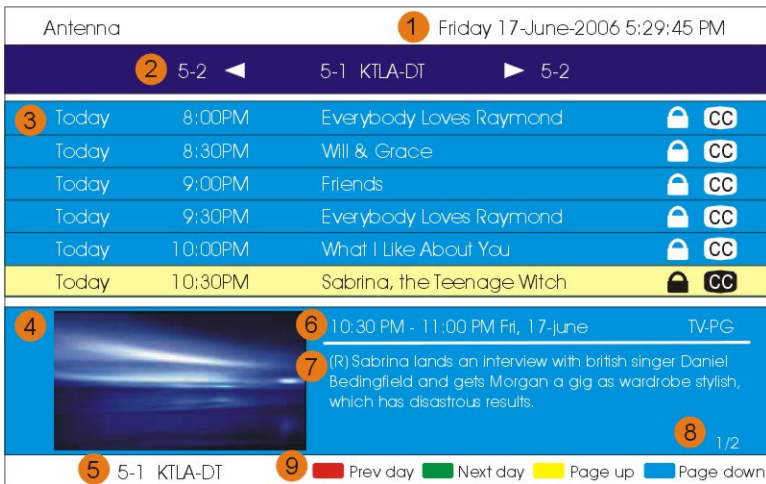 Antenna 1 Friday 17-June-2006 5:29:45 PM
2 5-2 ◀ 5-1 KTLA-DT ▶ 5-2
3 Today 8:00PM Everybody Loves Raymond CC
Today 8:30PM Will & Grace CC
Today 9:00PM Friends CC
Today 9:30PM Everybody Loves Raymond CC
Today 10:00PM What I Like About You CC
Today 10:30PM Sabrina, the Teenage Witch CC
4
6 10:30 PM - 11:00 PM Fri, 17-june TV-PG
7 (R) Sabrina lands an interview with british singer Daniel
Bedingfield and gets Morgan a gig as wardrobe stylish,
which has disastrous results.
8 1/2
5 5-1 KTLA-DT 9 Prev day Next day Page up Page down